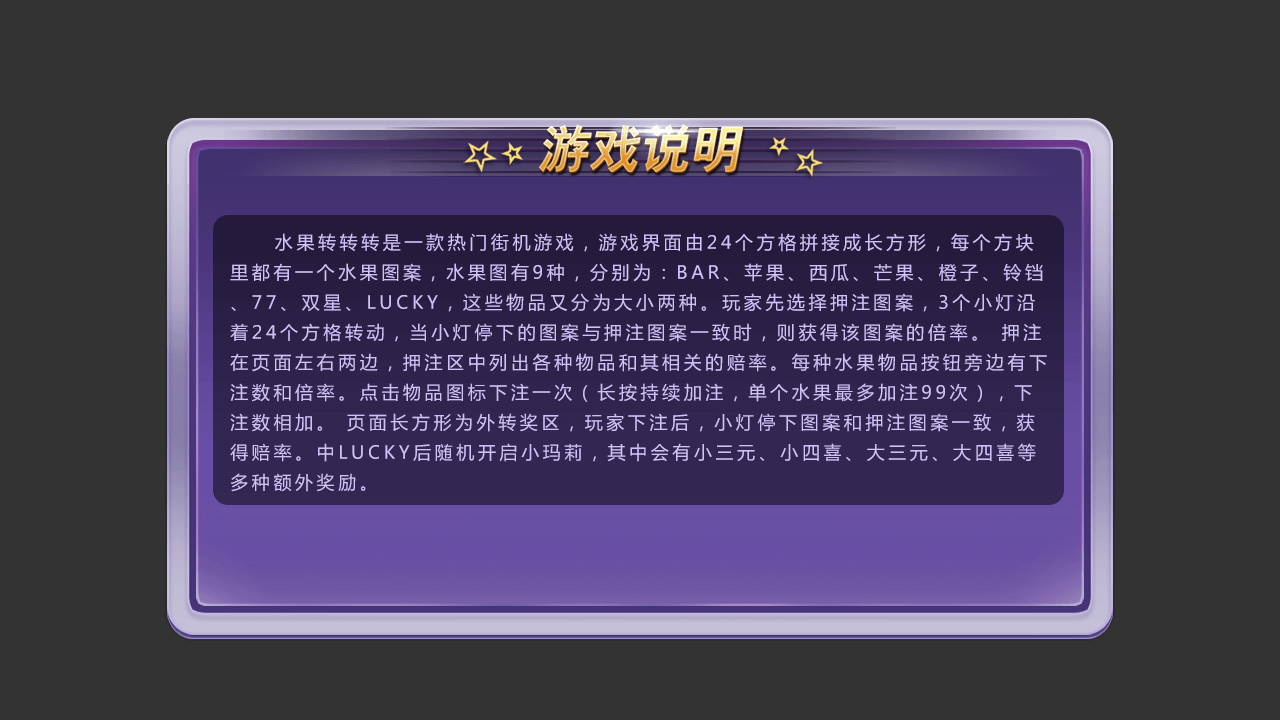 游戏说明
水果转转转是一款热门街机游戏，游戏界面由24个方格拼接成长方形，每个方块
里都有一个水果图案，水果图有9种，分别为：BAR、苹果、西瓜、芒果、橙子、铃铛
、77、双星、LUCKY，这些物品又分为大小两种。玩家先选择押注图案，3个小灯沿
着24个方格转动，当小灯停下的图案与押注图案一致时，则获得该图案的倍率。 押注
在页面左右两边，押注区中列出各种物品和其相关的赔率。每种水果物品按钮旁边有下
注数和倍率。点击物品图标下注一次（长按持续加注，单个水果最多加注99次），下
注数相加。 页面长方形为外转奖区，玩家下注后，小灯停下图案和押注图案一致，获
得赔率。中LUCKY后随机开启小玛莉，其中会有小三元、小四喜、大三元、大四喜等
多种额外奖励。